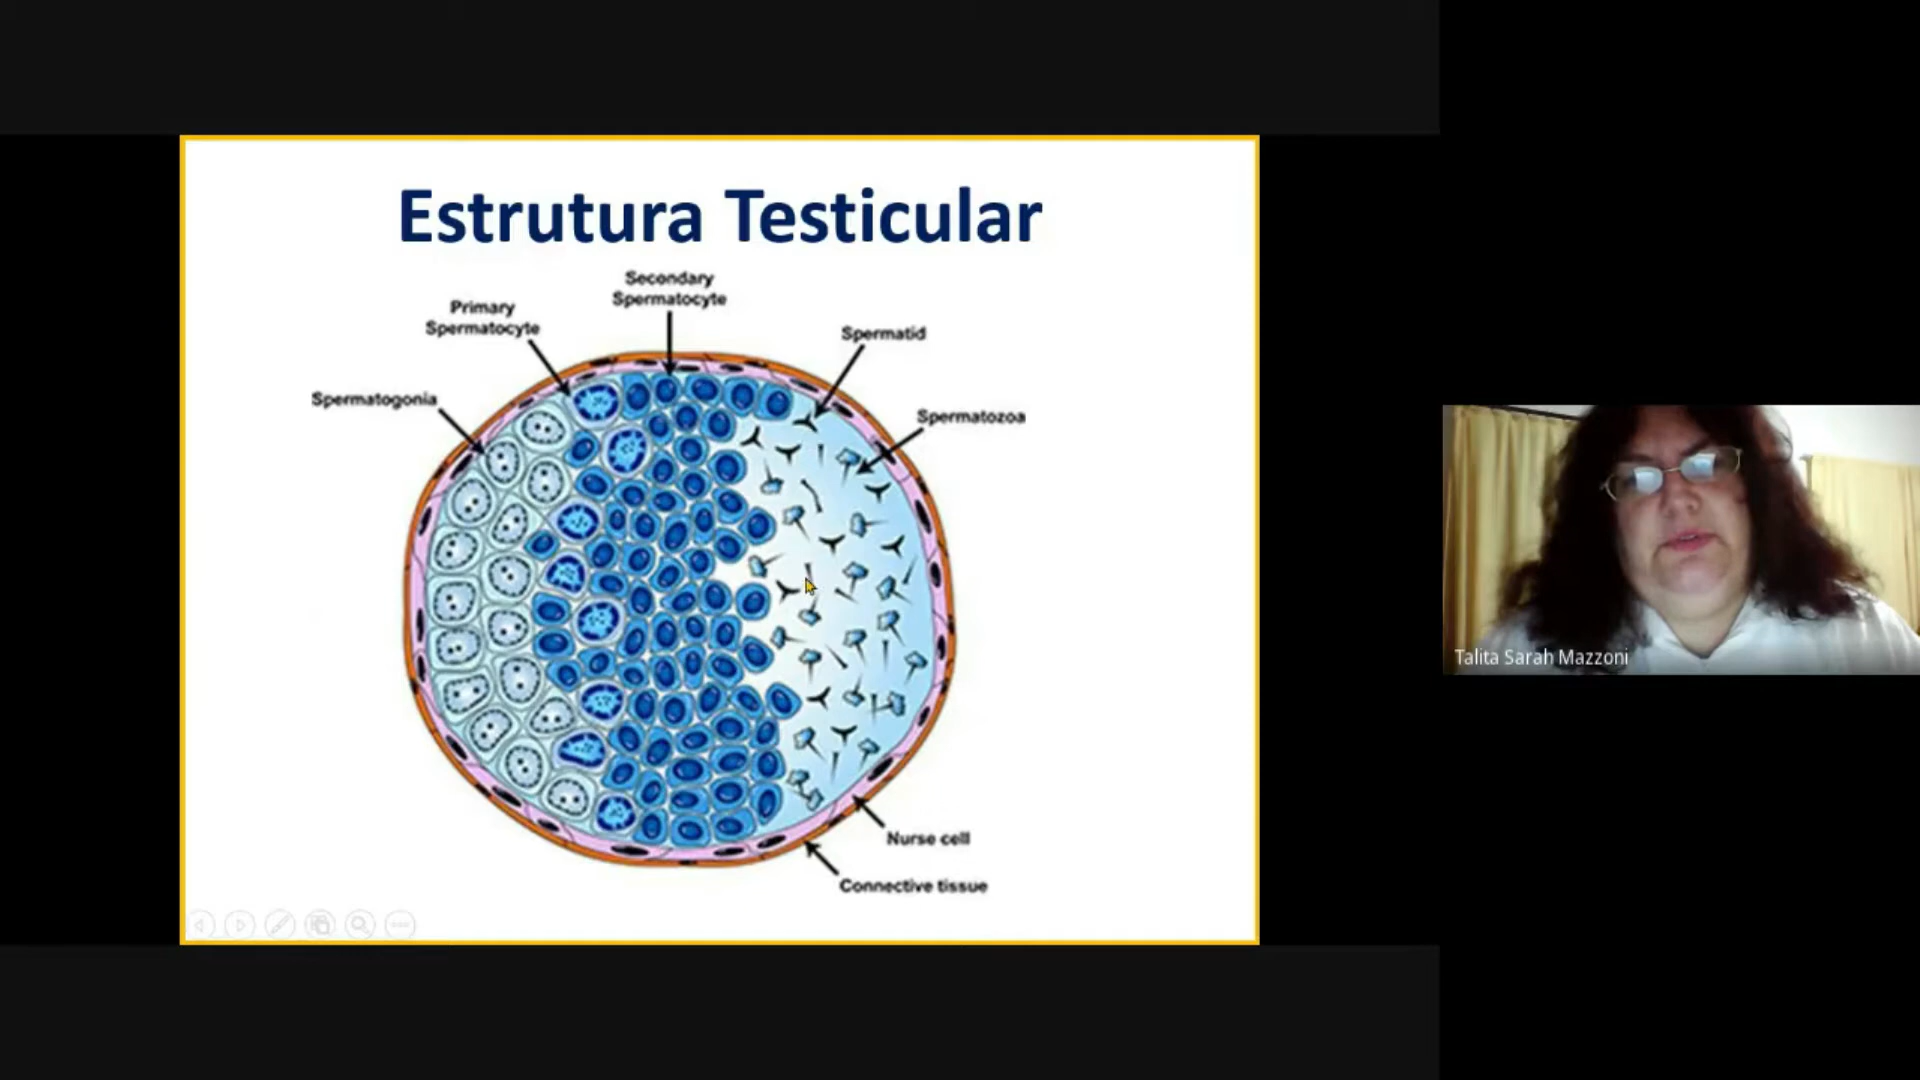 Estrutura Testicular
Secondary
Spermatocyte
Primary
Spermatocyte
Spermatid
Spermatogonia
Spermatozoa
Nurse cell
Connective tissue
Talita Sarah Mazzoni